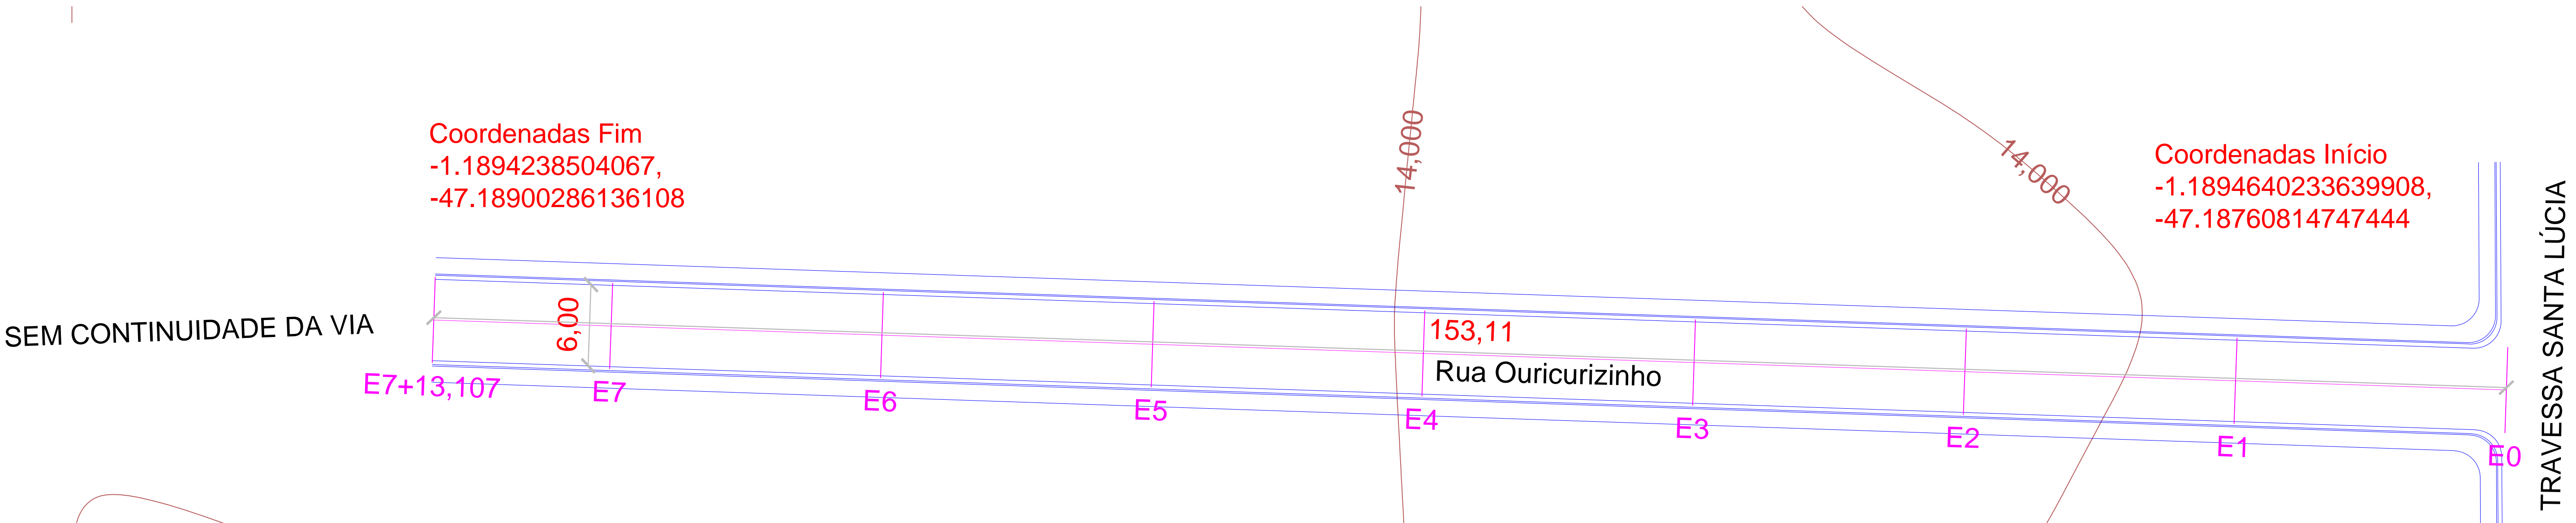 Coordenadas Fim
-1.1894238504067,
-47.18900286136108
14,000
14,000
Coordenadas Início
-1.1894640233639908,
-47.18760814747444
TRAVESSA SANTA LÚCIA
SEM CONTINUIDADE DA VIA
6,00
153,11
Rua Ouricurizinho
E7+13,107
E7
E6
E5
E4
E3
E2
E1
E0